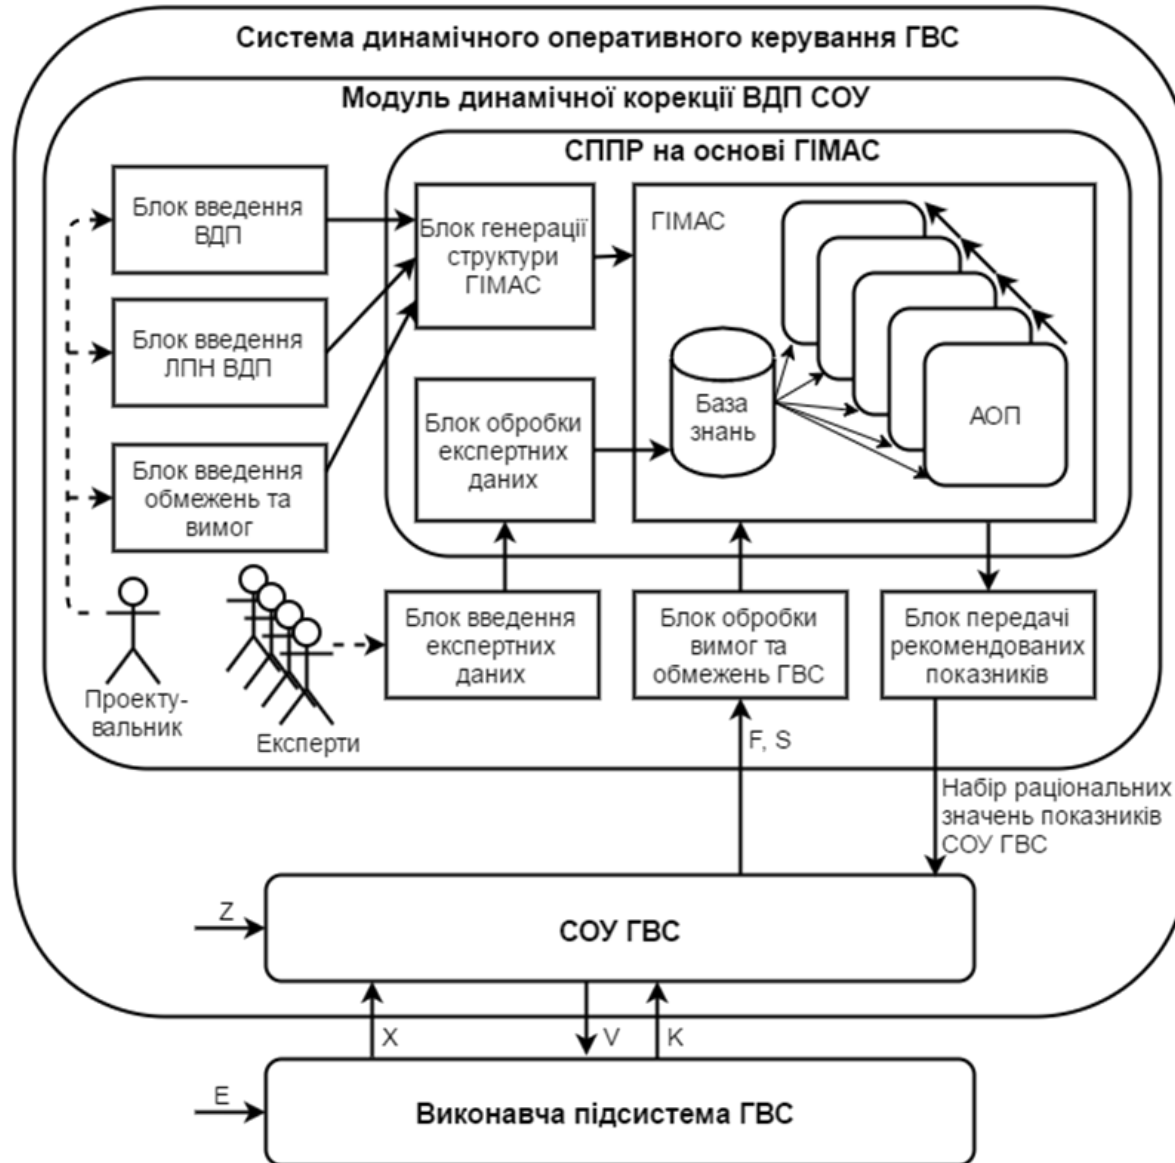 Система динамічного оперативного керування ГВС
Модуль динамічної корекції ВДП СОУ
СППР на основі ГІМАС
Блок введення
ВДП
Блок генерації
структури
ГІМАС
ГІМАС
Блок введення
ЛПН ВДП
База
знань
АОП
Блок обробки
експертних
даних
Блок введення
обмежень та
вимог
Блок введення
експертних
даних
Блок обробки
вимог та
обмежень ГВС
Блок передачі
рекомендованих
показників
Проекту-
вальник
Експерти
F, S
Набір раціональних
значень показників
СОУ ГВС
Z
СОУ ГВС
X
V
K
E
Виконавча підсистема ГВС